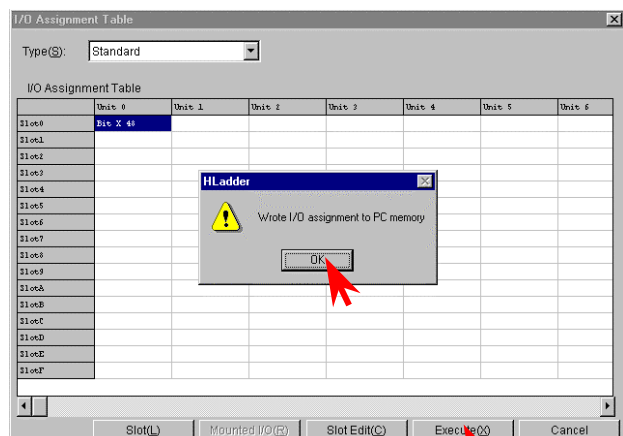 I/O Assignment Table
Type(S): Standard
I/O Assignment Table
Unit 0 Unit 1 Unit 2 Unit 3 Unit 4 Unit 5 Unit 6
Slot0 Bit X 48
Slot1
Slot2
Slot3
Slot4
Slot5
Slot6
Slot7
Slot8
Slot9
SlotA
SlotB
SlotC
SlotD
SlotE
SlotF
HLadder
Wrote I/O assignment to PC memory
OK
Slot(L) Mounted I/O(R) Slot Edit(C) Execute(X) Cancel